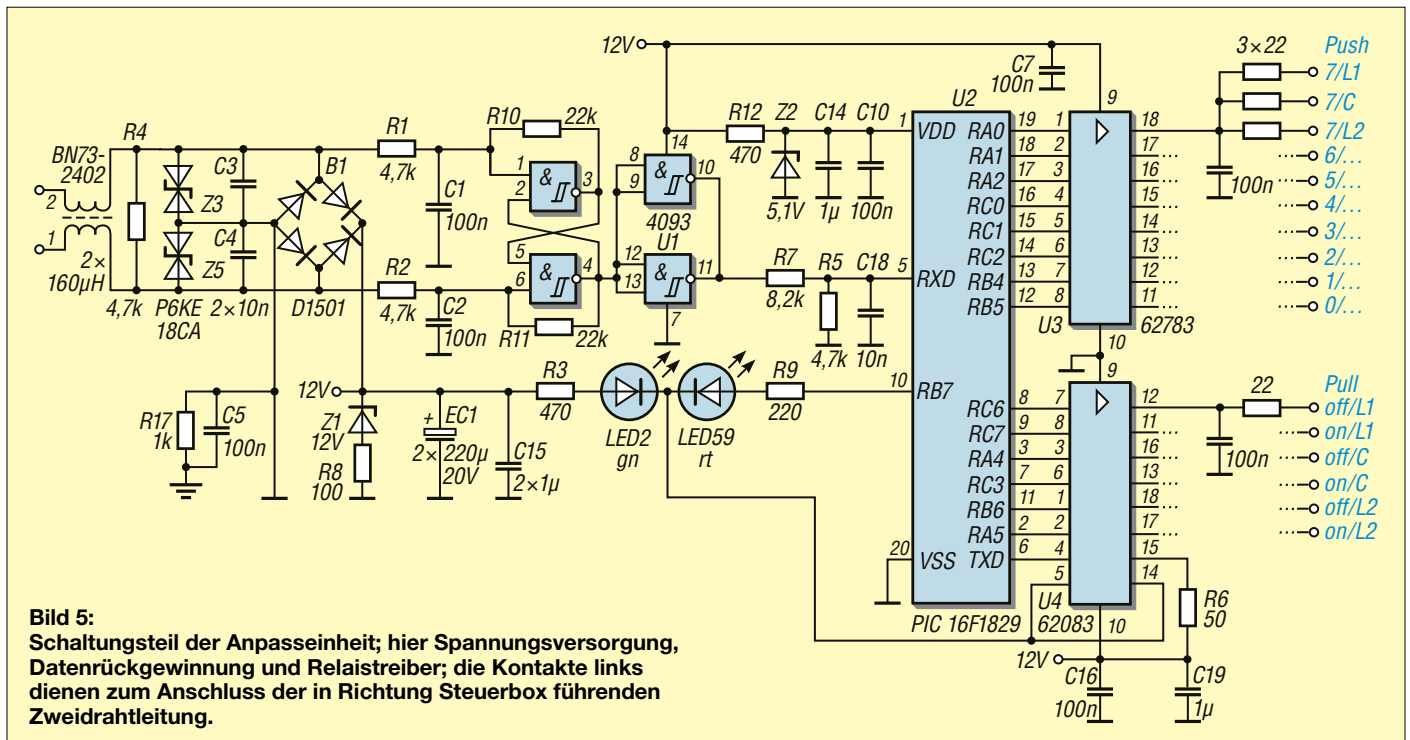 12V
C7
100n
3×22
Push
7/L1
7/C
7/L2
6/...
5/...
4/...
3/...
2/...
1/...
0/...
BN73-
2402
2
1
2×
160µH
R4
4,7k
Z3
Z5
P6KE
18CA
C3
C4
2×10n
B1
D1501
R1
4,7k
R2
4,7k
C1
100n
C2
100n
R10
22k
R11
22k
1
2
&
3
5
6
&
4
14
8
9
&
10
4093
U1
12
13
&
11
7
R12
470
Z2
5,1V
C14
1µ
C10
100n
R7
8,2k
R5
4,7k
C18
10n
U2
1
VDD
5
RXD
10
RB7
20
VSS
RA0
19
RA1
18
RA2
17
RC0
16
RC1
15
RC2
14
RB4
13
RB5
12
RC6
8
RC7
9
RA4
3
RC3
7
RB6
11
RA5
2
TXD
6
PIC 16F1829
9
1
2
3
4
5
6
7
8
18
17
...
16
...
15
...
14
...
13
...
12
...
11
...
U3
62783
10
100n
9
7
8
3
6
1
2
4
5
12
11
...
16
...
13
...
18
...
17
...
15
14
U4
62083
10
22
100n
Pull
off/L1
... on/L1
... off/C
... on/C
... off/L2
... on/L2
R6
50
12V
C16
100n
C19
1µ
R17
1k
C5
100n
12V
Z1
12V
R8
100
+
EC1
2× 220µ
20V
C15
2×1µ
R3
470
LED2
gn
LED59
rt
R9
220
Bild 5:
Schaltungsteil der Anpasseinheit; hier Spannungsversorgung,
Datenrückgewinnung und Relaistreiber; die Kontakte links
dienen zum Anschluss der in Richtung Steuerbox führenden
Zweidrahtleitung.